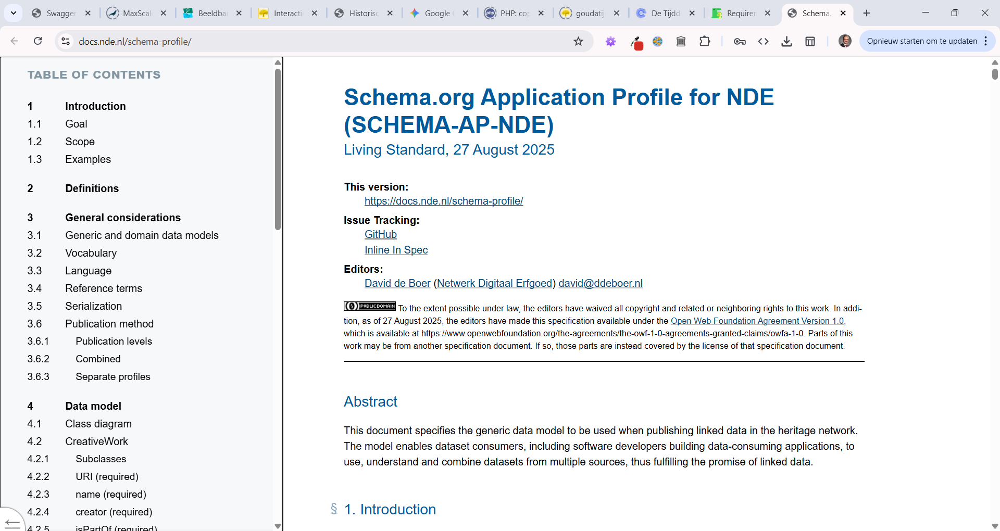 Swagger
MaxScal
Beeldba
Interacti
Historisc
Google
PHP: cop
goudatij
De Tijdd
Requirem
Schema.
docs.nde.nl/schema-profile/
Opnieuw starten om te updaten
TABLE OF CONTENTS
1 Introduction
1.1 Goal
1.2 Scope
1.3 Examples
2 Definitions
3 General considerations
3.1 Generic and domain data models
3.2 Vocabulary
3.3 Language
3.4 Reference terms
3.5 Serialization
3.6 Publication method
3.6.1 Publication levels
3.6.2 Combined
3.6.3 Separate profiles
4 Data model
4.1 Class diagram
4.2 CreativeWork
4.2.1 Subclasses
4.2.2 URI (required)
4.2.3 name (required)
4.2.4 creator (required)
4.2.5 isPartOf (required)
Schema.org Application Profile for NDE
(SCHEMA-AP-NDE)
Living Standard, 27 August 2025
This version:
https://docs.nde.nl/schema-profile/
Issue Tracking:
GitHub
Inline In Spec
Editors:
David de Boer (Netwerk Digitaal Erfgoed) david@ddeboer.nl
PUBLIC DOMAIN To the extent possible under law, the editors have waived all copyright and related or neighboring rights to this work. In addi-
tion, as of 27 August 2025, the editors have made this specification available under the Open Web Foundation Agreement Version 1.0,
which is available at https://www.openwebfoundation.org/the-agreements/the-owf-1-0-agreements-granted-claims/owfa-1-0. Parts of this
work may be from another specification document. If so, those parts are instead covered by the license of that specification document.
Abstract
This document specifies the generic data model to be used when publishing linked data in the heritage network.
The model enables dataset consumers, including software developers building data-consuming applications, to
use, understand and combine datasets from multiple sources, thus fulfilling the promise of linked data.
§ 1. Introduction